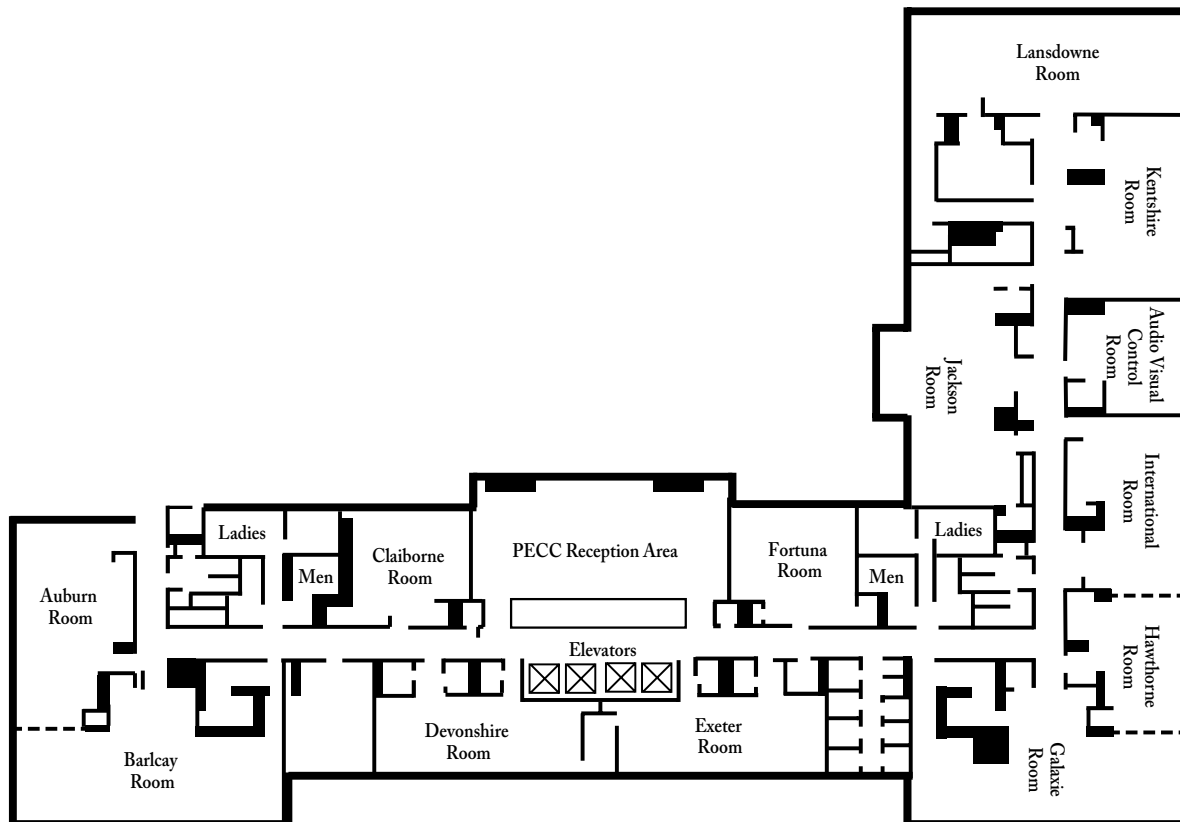 Lansdowne
Room
Kentshire
Room
Audio Visual
Control
Room
Jackson
Room
International
Room
Ladies
Men
Claiborne
Room
PECC Reception Area
Fortuna
Room
Men
Ladies
Auburn
Room
Hawthorne
Room
Elevators
Devonshire
Room
Exeter
Room
Barlcay
Room
Galaxie
Room